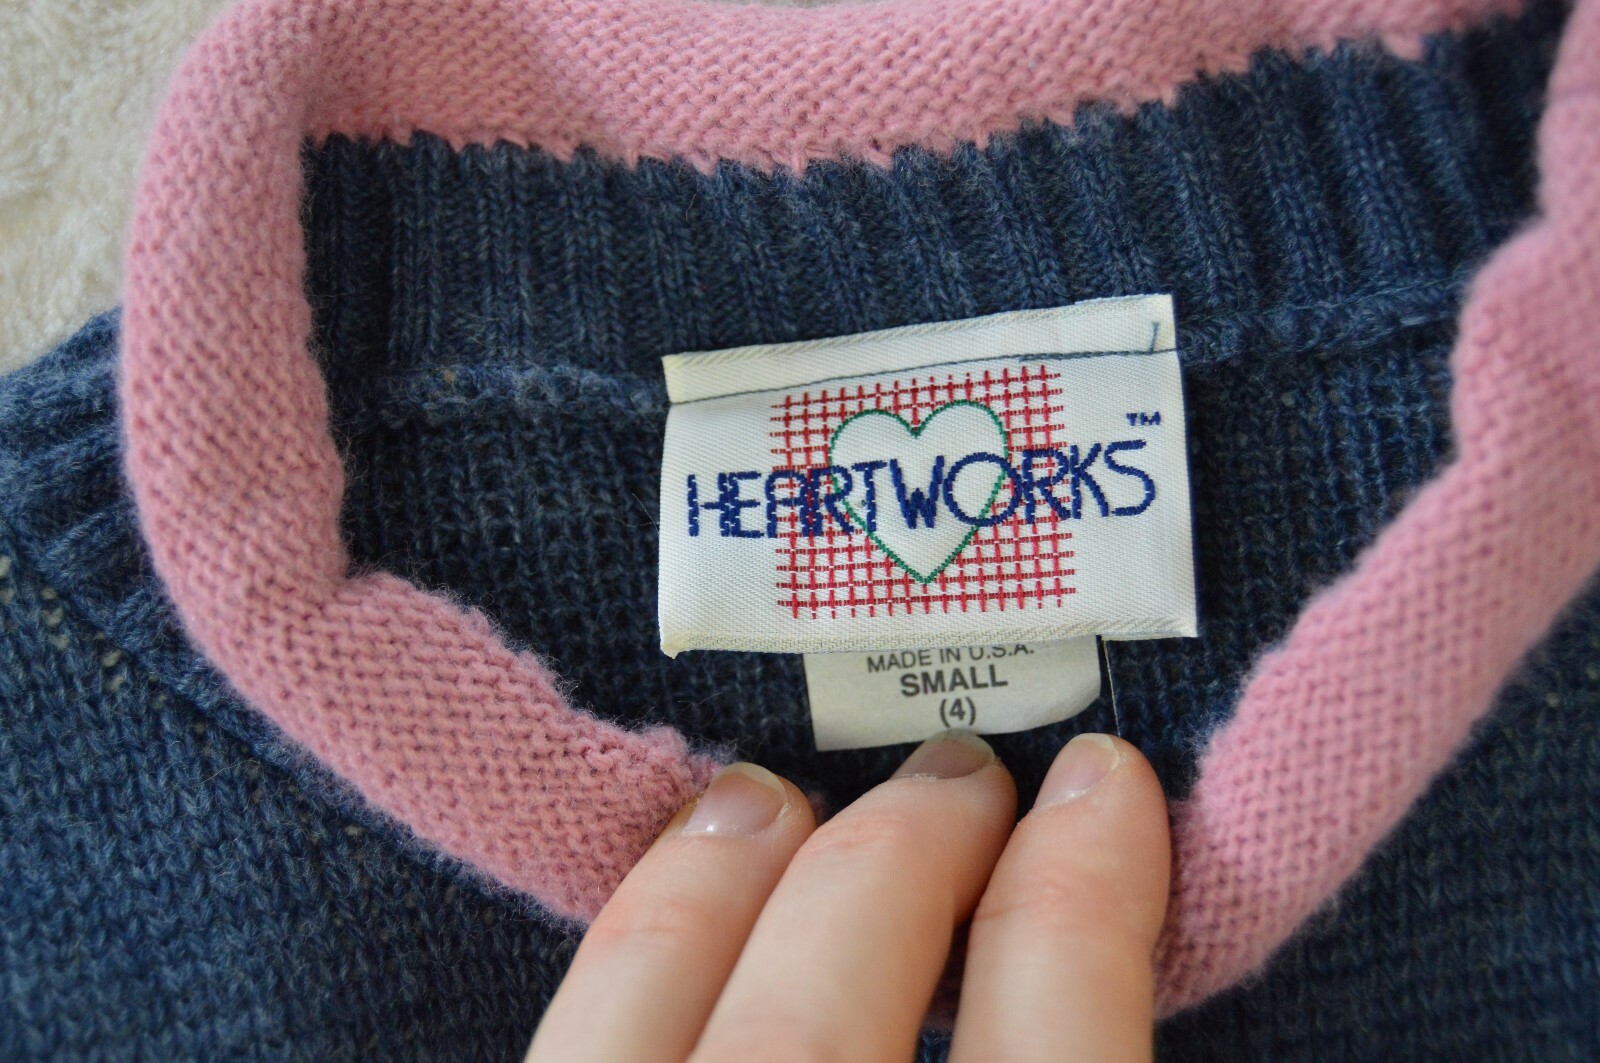 HEARTWORKS™
MADE IN U.S.A.
SMALL
(4)